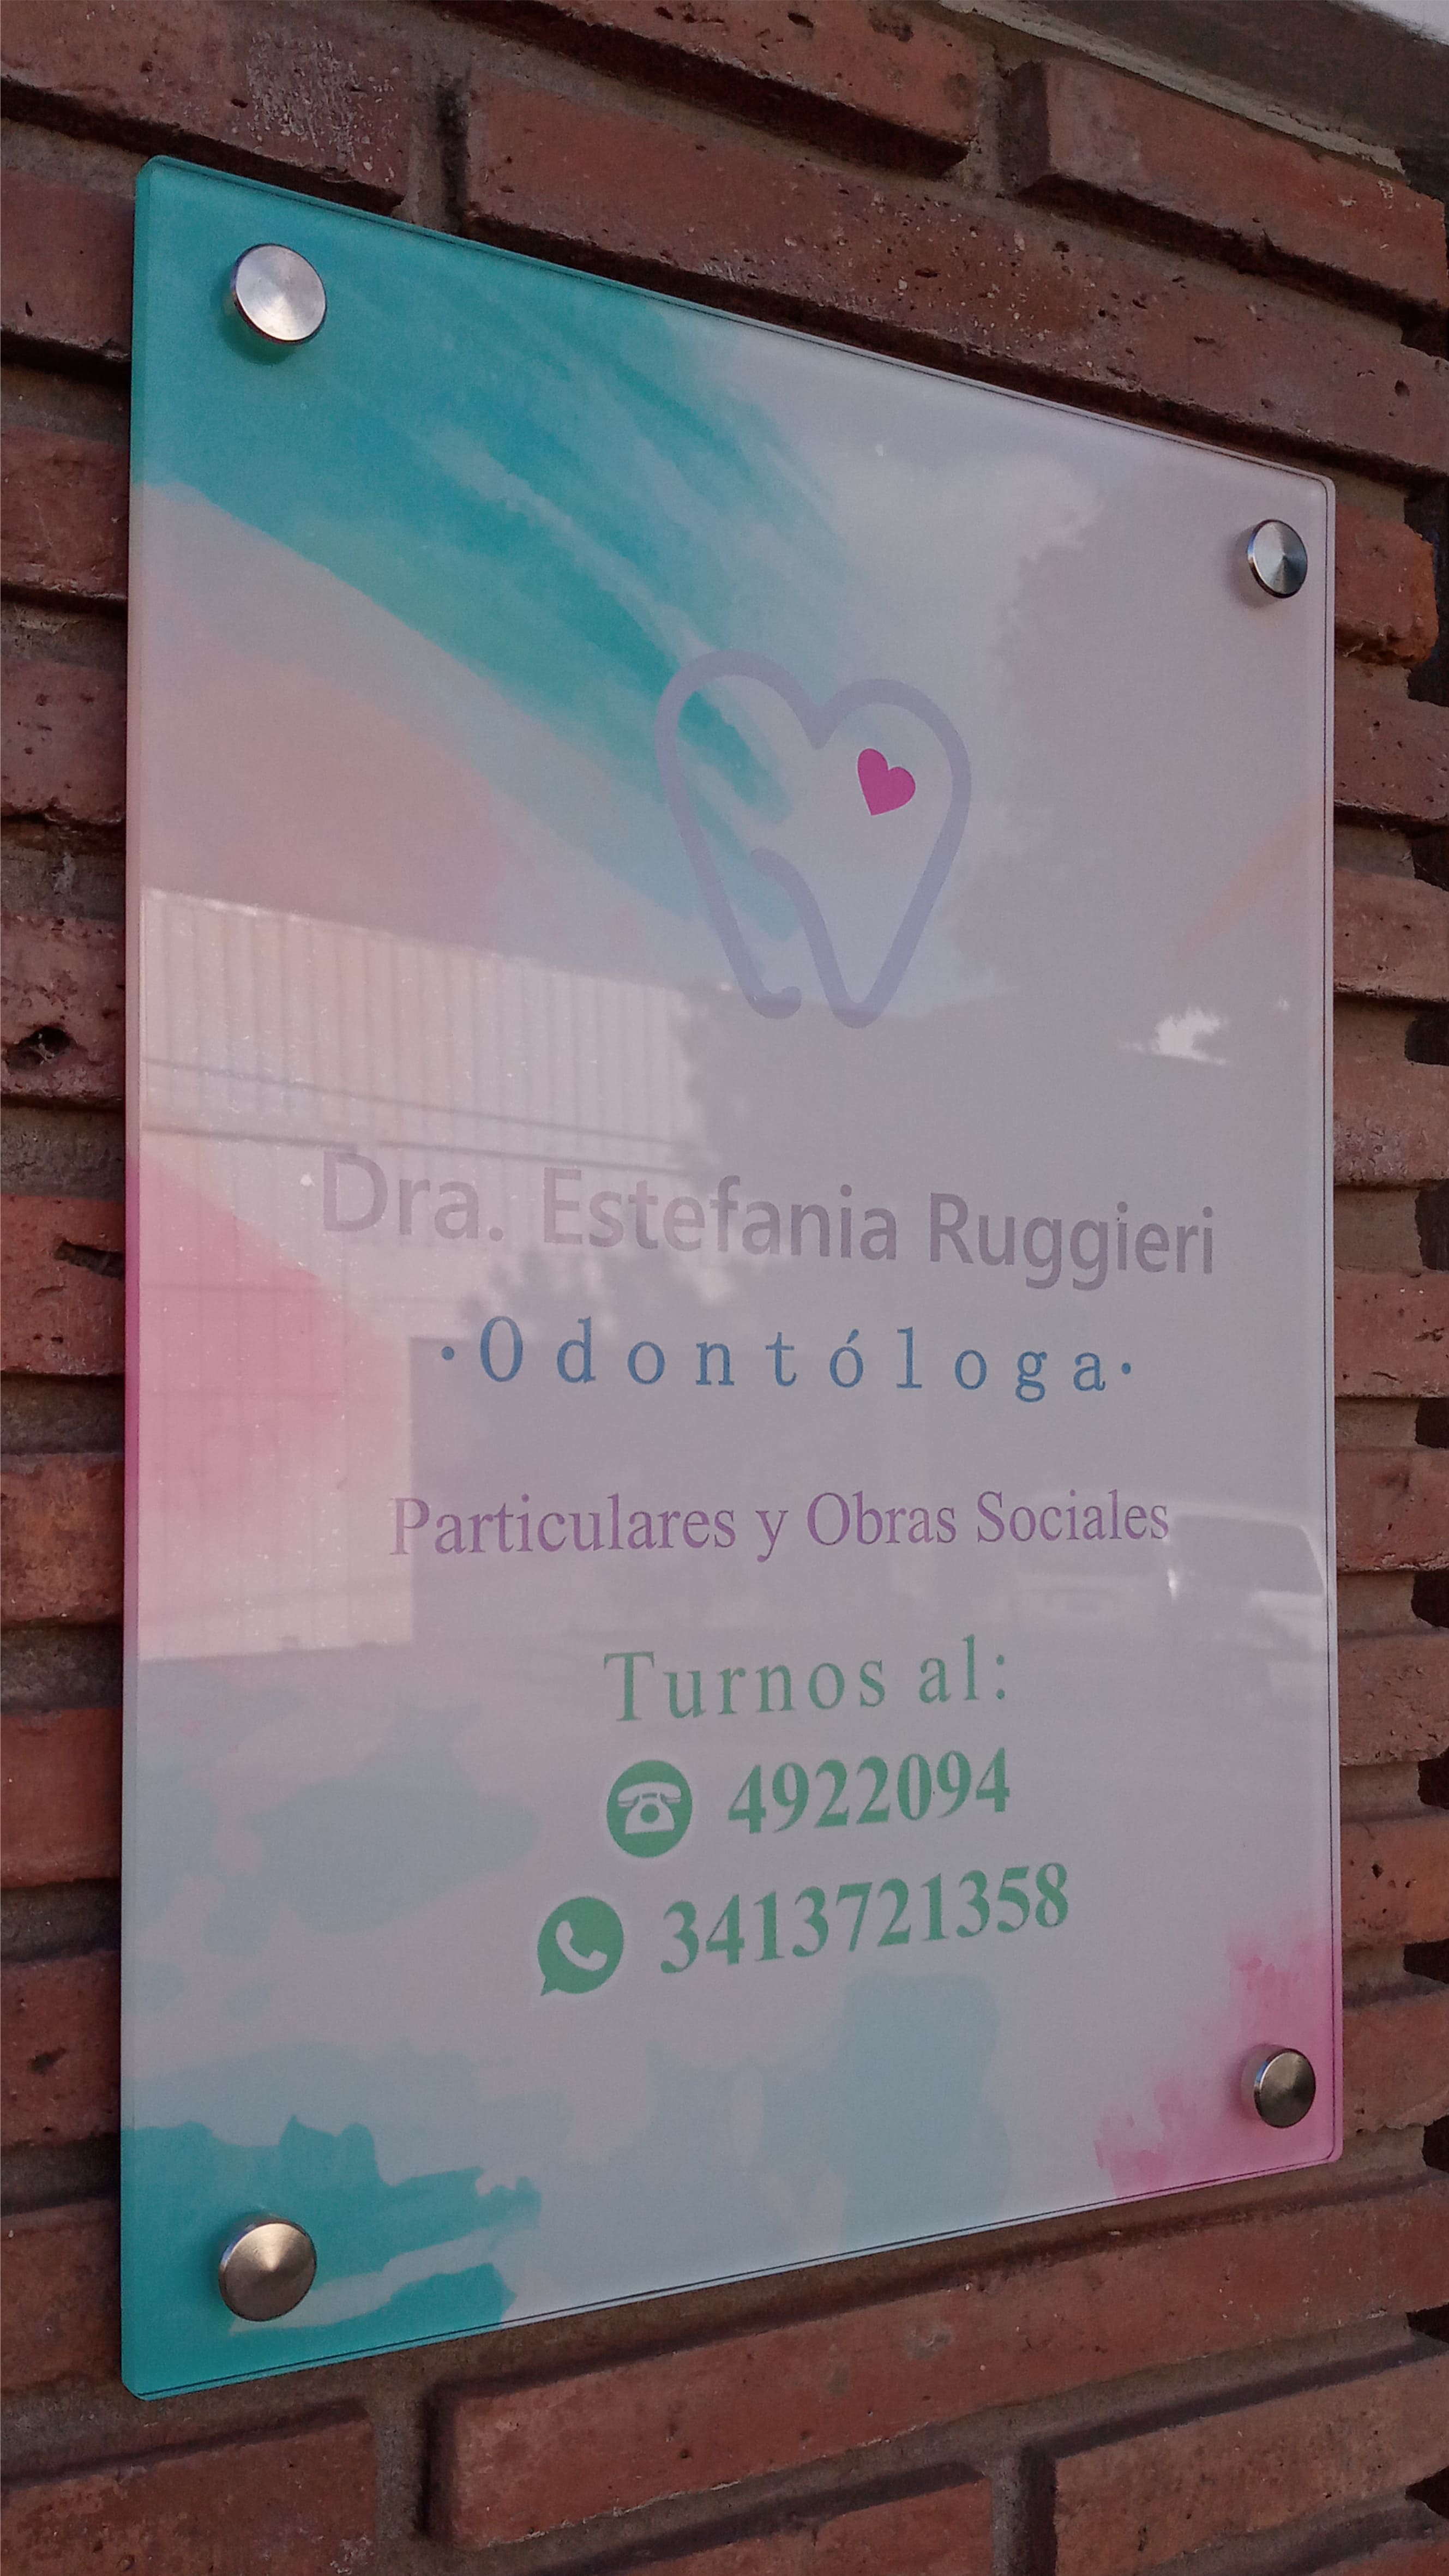 Dra. Estefania Ruggieri
·Odontóloga·
Particulares y Obras Sociales
Turnos al:
4922094
3413721358